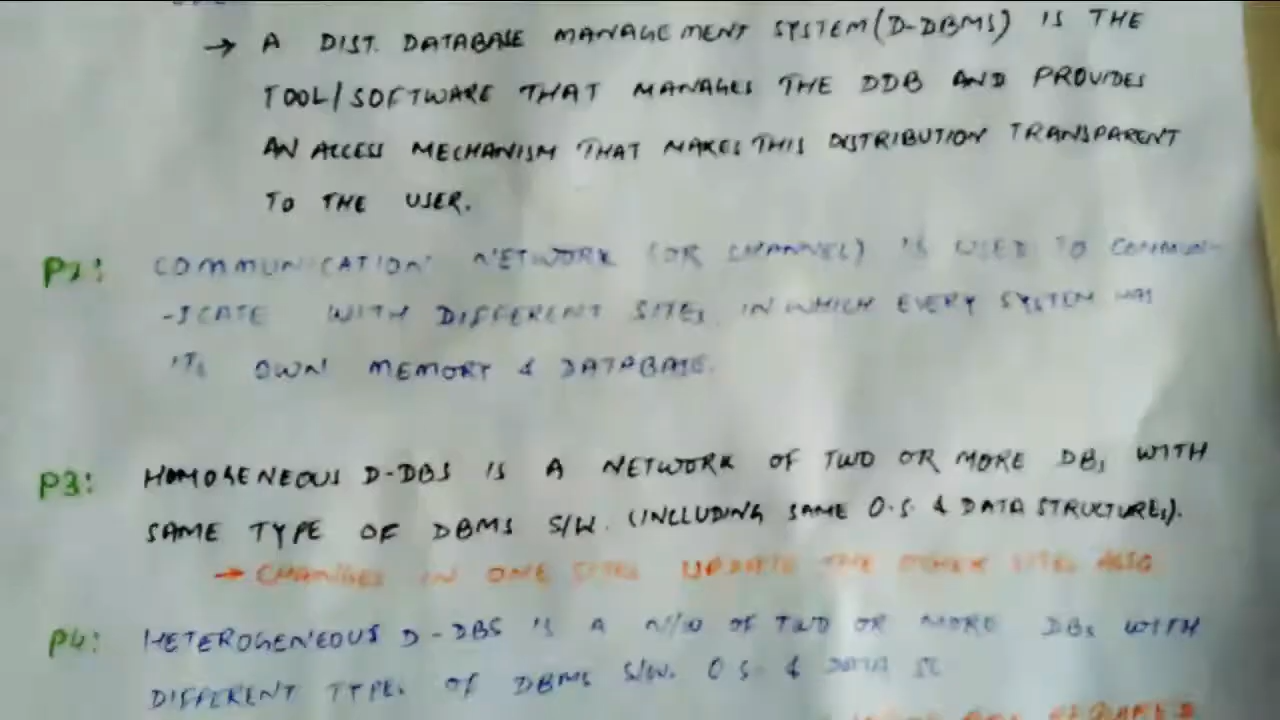 → A DIST. DATABASE MANAGEMENT SYSTEM(D-DBMS) IS THE
TOOL/SOFTWARE THAT MANAGES THE DDB AND PROVIDES
AN ACCESS MECHANISM THAT MAKES THIS DISTRIBUTION TRANSPARENT
TO THE USER.
P2: COMMUNICATION NETWORK (OR CHANNEL) IS USED TO COMMUN-
-ICATE WITH DIFFERENT SITES IN WHICH EVERY SYSTEM HAS
ITS OWN MEMORY & DATABASE.
P3: HOMOGENEOUS D-DBS IS A NETWORK OF TWO OR MORE DBs WITH
SAME TYPE OF DBMS S/W. (INCLUDING SAME O.S. & DATA STRUCTURES).
→ CHANGES IN ONE SITES UPDATE THE OTHER SITES ALSO
P4: HETEROGENEOUS D-DBS IS A N/W OF TWO OR MORE DBs WITH
DIFFERENT TYPES OF DBMS S/W. O.S. & DATA